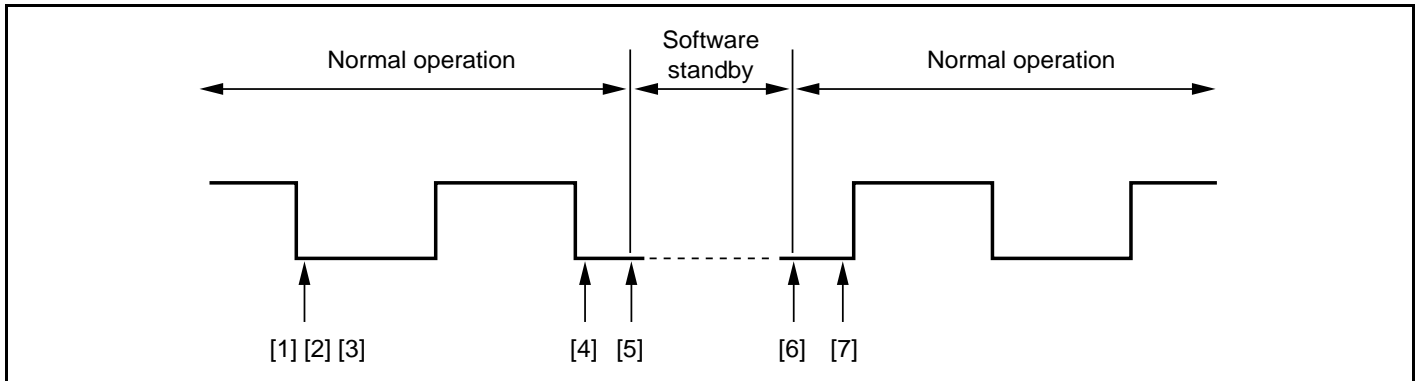 Normal operation
Software
standby
Normal operation
[1] [2] [3]
[4]
[5]
[6]
[7]